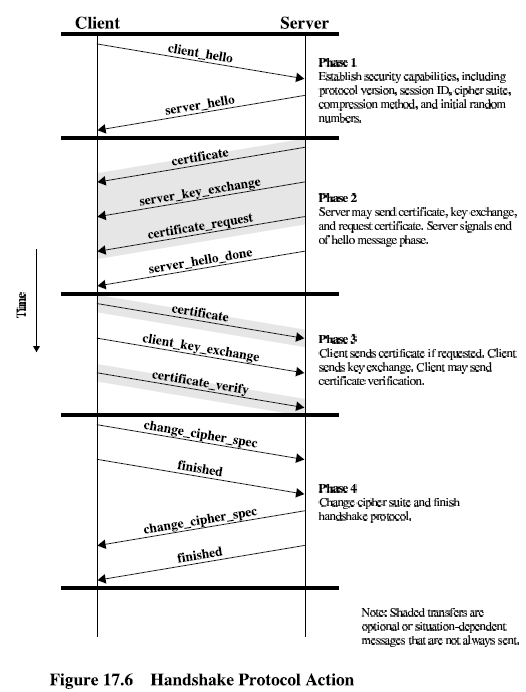 Client Server
client_hello
Phase 1
Establish security capabilities, including
protocol version, session ID, cipher suite,
compression method, and initial random
numbers.
server_hello
certificate
server_key_exchange
Phase 2
Server may send certificate, key exchange,
and request certificate. Server signals end
of hello message phase.
certificate_request
server_hello_done
Time
certificate
client_key_exchange
Phase 3
Client sends certificate if requested. Client
sends key exchange. Client may send
certificate verification.
certificate_verify
change_cipher_spec
finished
Phase 4
Change cipher suite and finish
handshake protocol.
change_cipher_spec
finished
Note: Shaded transfers are
optional or situation-dependent
messages that are not always sent.
Figure 17.6 Handshake Protocol Action